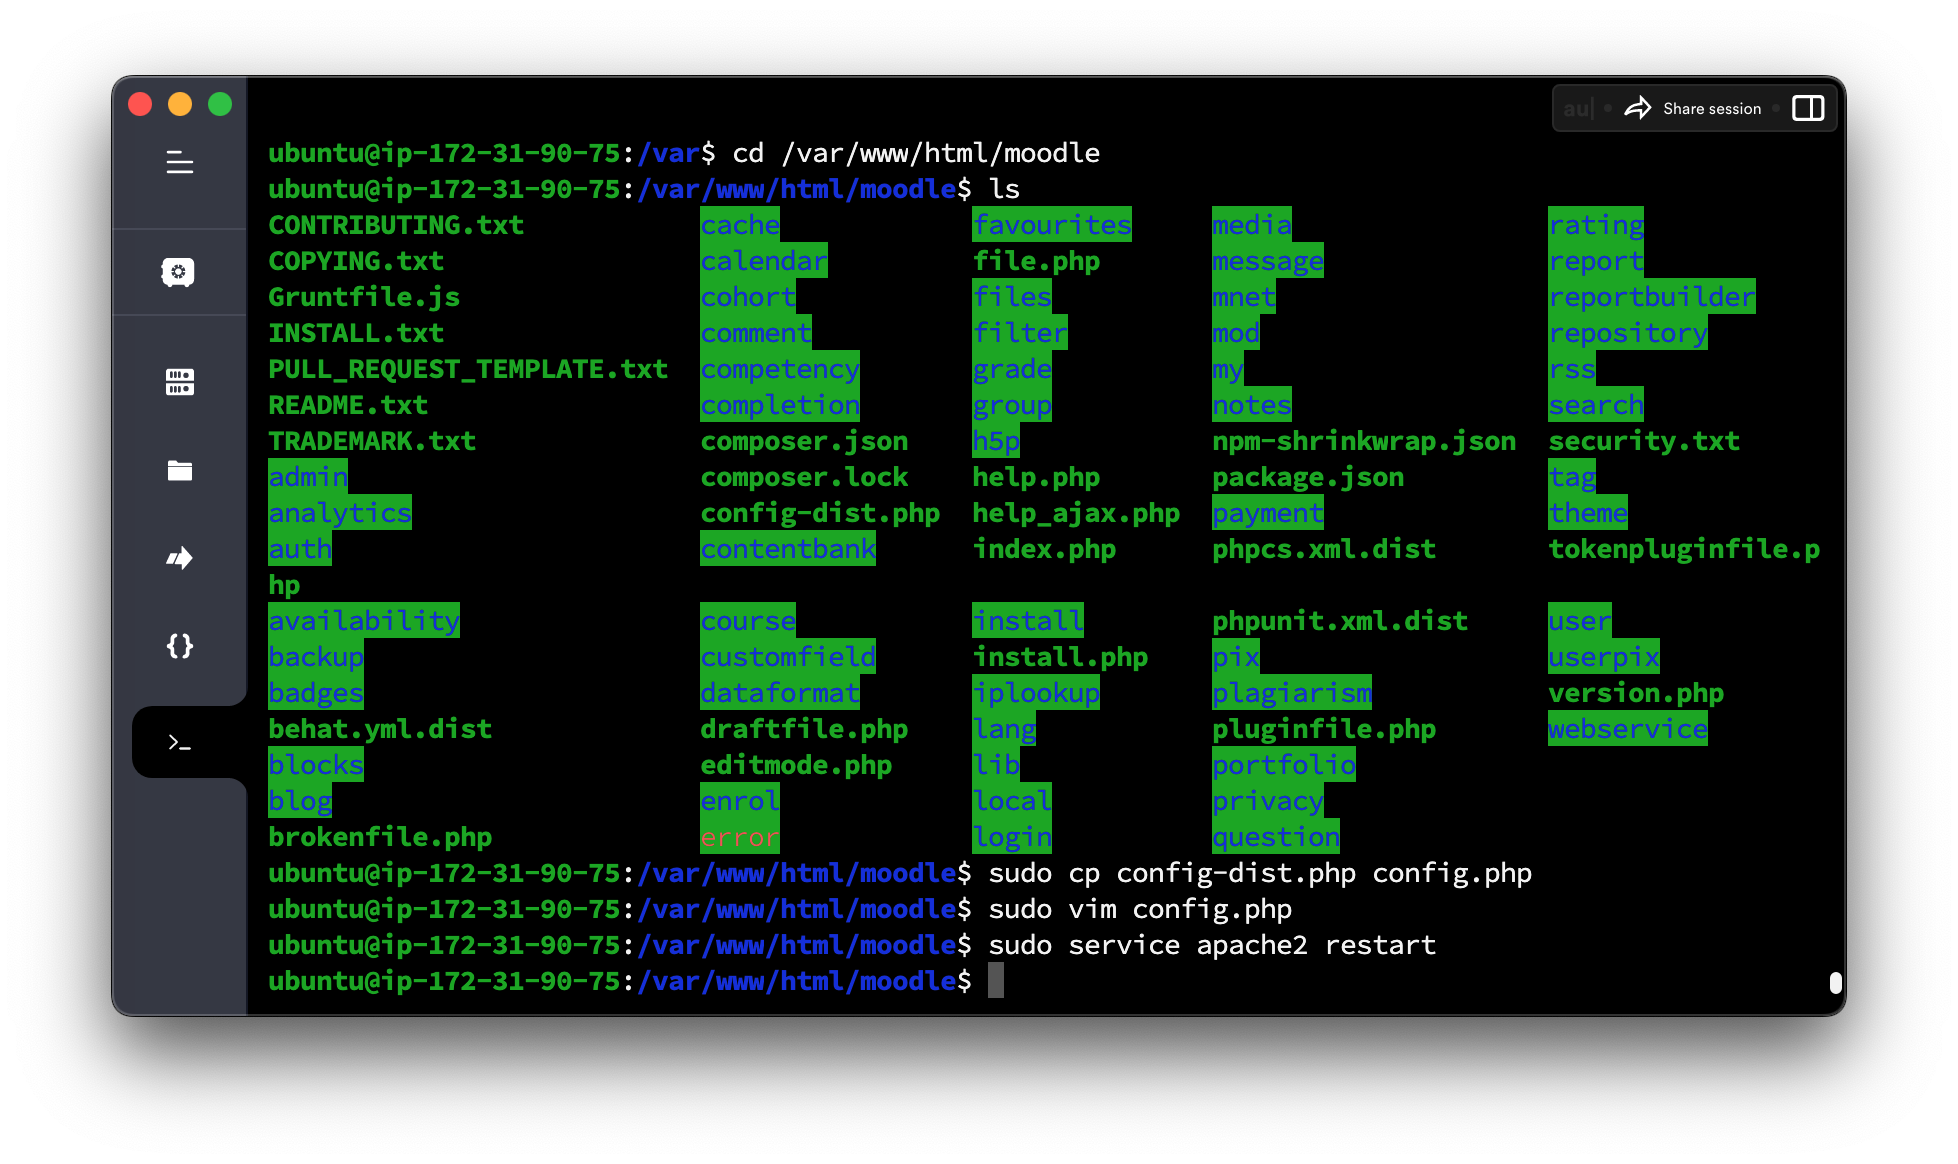 au
Share session
ubuntu@ip-172-31-90-75:/var$ cd /var/www/html/moodle
ubuntu@ip-172-31-90-75:/var/www/html/moodle$ ls
CONTRIBUTING.txt cache favourites media rating
COPYING.txt calendar file.php message report
Gruntfile.js cohort files mnet reportbuilder
INSTALL.txt comment filter mod repository
PULL_REQUEST_TEMPLATE.txt competency grade my rss
README.txt completion group notes search
TRADEMARK.txt composer.json h5p npm-shrinkwrap.json security.txt
admin composer.lock help.php package.json tag
analytics config-dist.php help_ajax.php payment theme
auth contentbank index.php phpcs.xml.dist tokenpluginfile.p
hp
availability course install phpunit.xml.dist user
backup customfield install.php pix userpix
badges dataformat iplookup plagiarism version.php
behat.yml.dist draftfile.php lang pluginfile.php webservice
blocks editmode.php lib portfolio
blog enrol local privacy
brokenfile.php error login question
ubuntu@ip-172-31-90-75:/var/www/html/moodle$ sudo cp config-dist.php config.php
ubuntu@ip-172-31-90-75:/var/www/html/moodle$ sudo vim config.php
ubuntu@ip-172-31-90-75:/var/www/html/moodle$ sudo service apache2 restart
ubuntu@ip-172-31-90-75:/var/www/html/moodle$